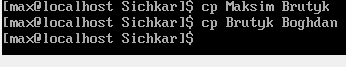 [max@localhost Sichkar]$ cp Maksim Brutyk
[max@localhost Sichkar]$ cp Brutyk Boghdan
[max@localhost Sichkar]$